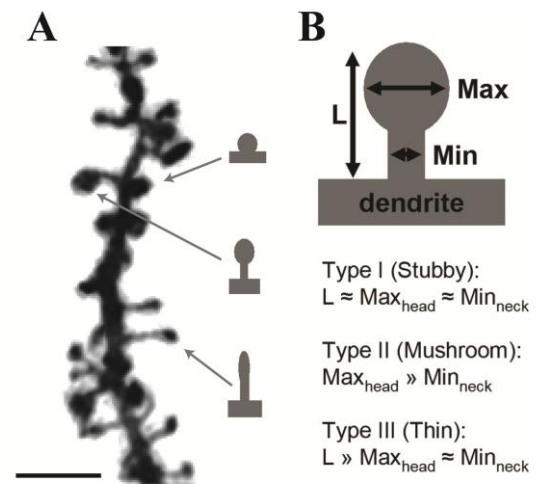 A
B
L
Max
Min
dendrite
Type I (Stubby):
L ≈ Maxhead ≈ Minneck
Type II (Mushroom):
Maxhead » Minneck
Type III (Thin):
L » Maxhead ≈ Minneck